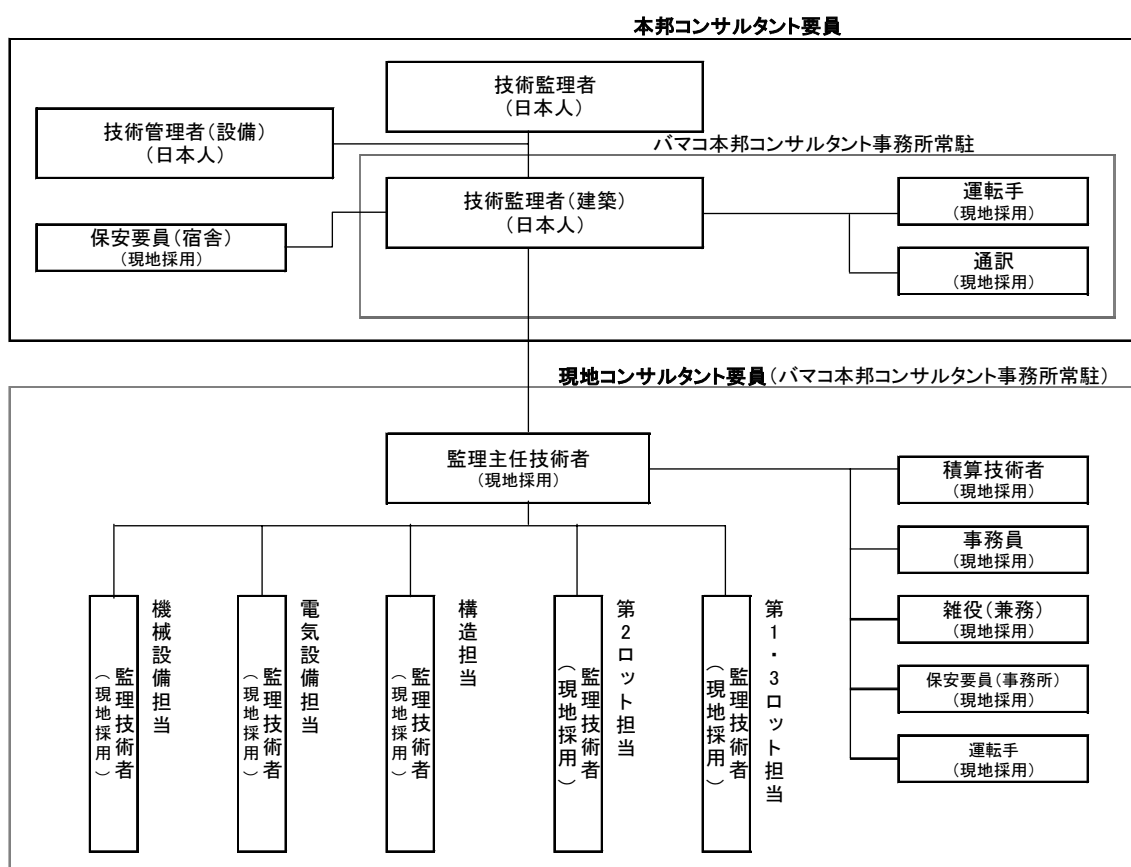 本邦コンサルタント要員
技術監理者
(日本人)
技術管理者(設備)
(日本人)
バマコ本邦コンサルタント事務所常駐
技術監理者(建築)
(日本人)
運転手
(現地採用)
保安要員(宿舎)
(現地採用)
通訳
(現地採用)
現地コンサルタント要員(バマコ本邦コンサルタント事務所常駐)
監理主任技術者
(現地採用)
積算技術者
(現地採用)
事務員
(現地採用)
雑役(兼務)
(現地採用)
保安要員(事務所)
(現地採用)
運転手
(現地採用)
機械設備担当
監理技術者
(現地採用)
電気設備担当
監理技術者
(現地採用)
構造担当
監理技術者
(現地採用)
第2ロット担当
監理技術者
(現地採用)
第1・3ロット担当
監理技術者
(現地採用)